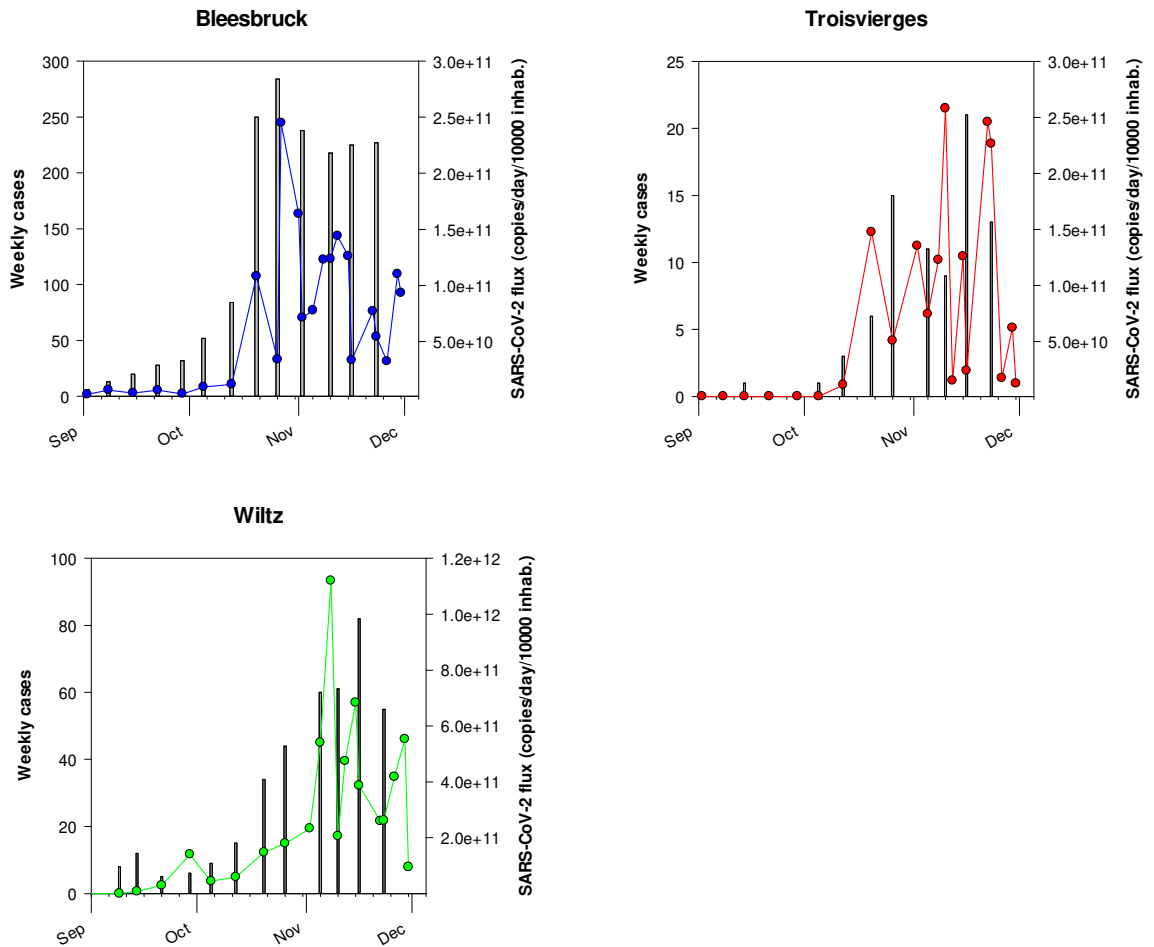 Bleesbruck
300
250
200
150
100
50
0
Weekly cases
3.0e+11
2.5e+11
2.0e+11
1.5e+11
1.0e+11
5.0e+10
SARS-CoV-2 flux (copies/day/10000 inhab.)
Sep
Oct
Nov
Dec
Troisvierges
25
20
15
10
5
0
Weekly cases
3.0e+11
2.5e+11
2.0e+11
1.5e+11
1.0e+11
5.0e+10
SARS-CoV-2 flux (copies/day/10000 inhab.)
Sep
Oct
Nov
Dec
Wiltz
100
80
60
40
20
0
Weekly cases
1.2e+12
1.0e+12
8.0e+11
6.0e+11
4.0e+11
2.0e+11
SARS-CoV-2 flux (copies/day/10000 inhab.)
Sep
Oct
Nov
Dec